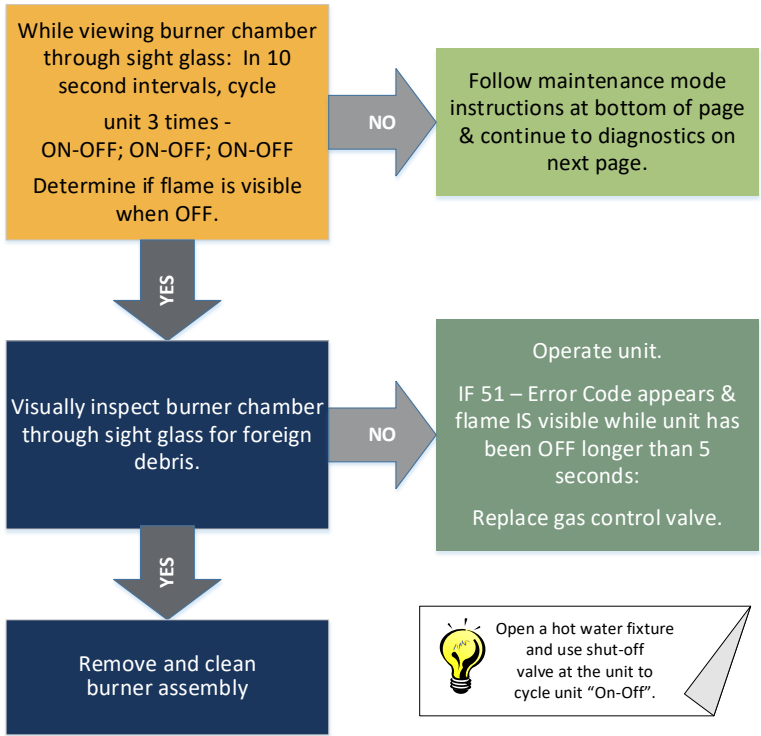 While viewing burner chamber
through sight glass:  In 10
second intervals, cycle
unit 3 times -
ON-OFF; ON-OFF; ON-OFF
Determine if flame is visible
when OFF.
NO
Follow maintenance mode
instructions at bottom of page
& continue to diagnostics on
next page.
YES
Visually inspect burner chamber
through sight glass for foreign
debris.
NO
Operate unit.
IF 51 – Error Code appears &
flame IS visible while unit has
been OFF longer than 5
seconds:
Replace gas control valve.
YES
Remove and clean
burner assembly
Open a hot water fixture
and use shut-off
valve at the unit to
cycle unit “On-Off”.